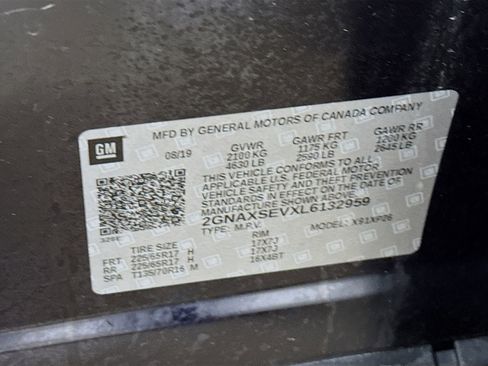 MFD BY GENERAL MOTORS OF CANADA COMPANY
GM
08/19 GVWR GAWR FRT GAWR RR
2100 KG 1175 KG 1200 KG
4630 LB 2590 LB 2645 LB
THIS VEHICLE CONFORMS TO ALL
APPLICABLE U.S. FEDERAL MOTOR
VEHICLE SAFETY AND THEFT PREVENTION
STANDARDS IN EFFECT ON THE DATE OF
MANUFACTURE SHOWN ABOVE.
2GNAXSEVXL6132959
TYPE: M.P.V. MODEL: X91XP26
TIRE SIZE RIM
FRT 225/65R17 H 17X7J
RR 225/65R17 H 17X7J
SPA T135/70R16 M 16X4BT